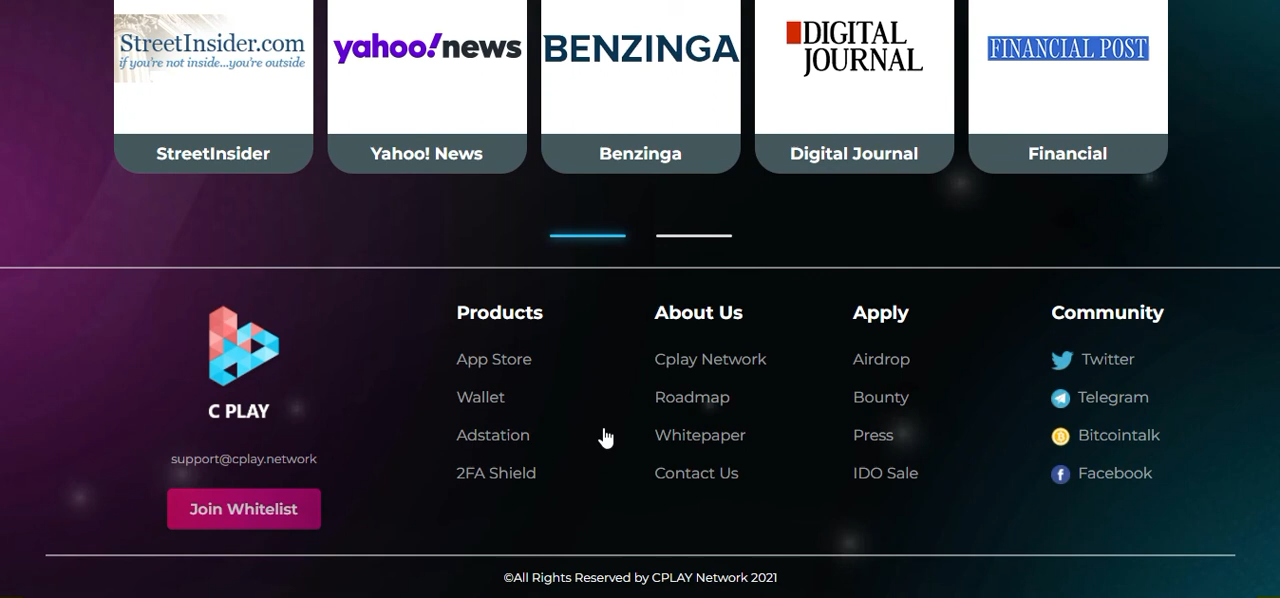 StreetInsider.com
if you're not inside...you're outside
yahoo!news
BENZINGA
DIGITAL
JOURNAL
FINANCIAL POST
StreetInsider
Yahoo! News
Benzinga
Digital Journal
Financial
C PLAY
support@cplay.network
Join Whitelist
Products
App Store
Wallet
Adstation
2FA Shield
About Us
Cplay Network
Roadmap
Whitepaper
Contact Us
Apply
Airdrop
Bounty
Press
IDO Sale
Community
Twitter
Telegram
Bitcointalk
Facebook
©All Rights Reserved by CPLAY Network 2021